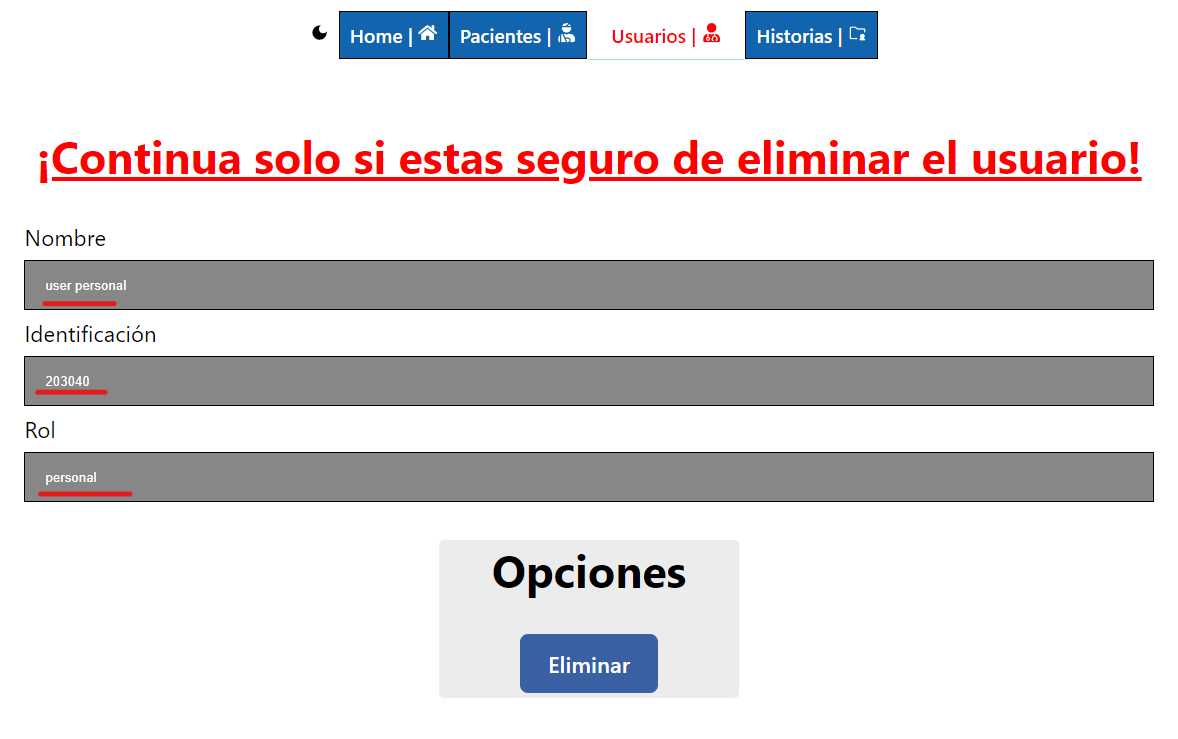 Home | Pacientes | Usuarios | Historias |
¡Continua solo si estas seguro de eliminar el usuario!
Nombre
user personal
Identificación
203040
Rol
personal
Opciones
Eliminar